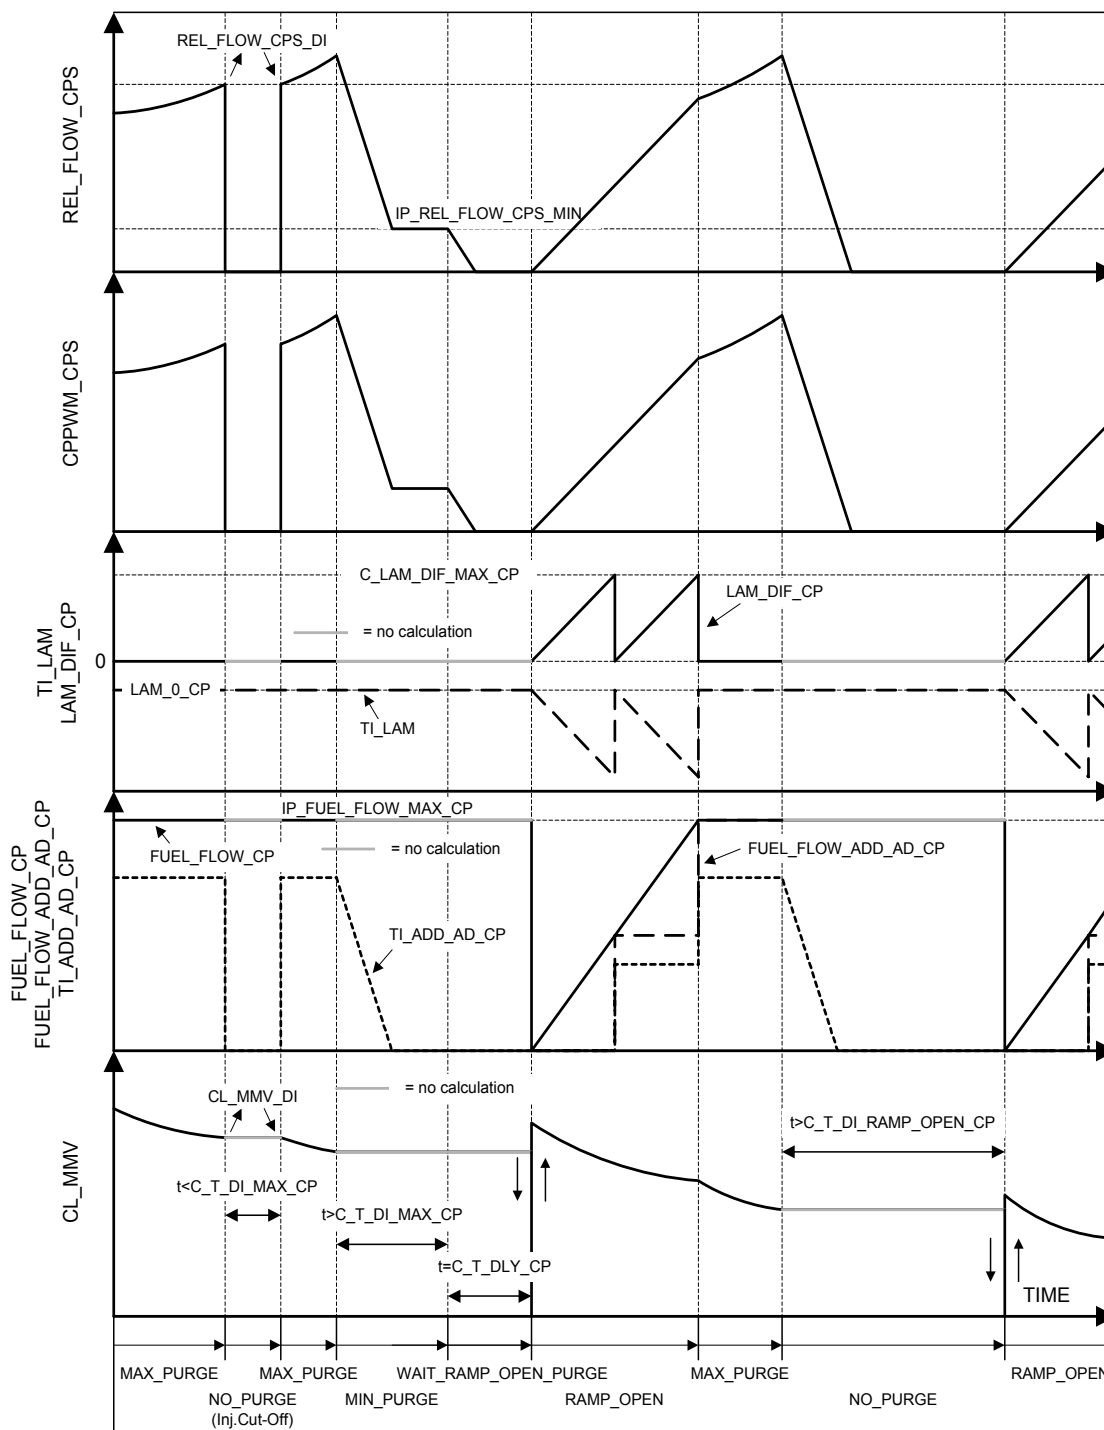 REL_FLOW_CPS
REL_FLOW_CPS_DI
IP_REL_FLOW_CPS_MIN
CPPWM_CPS
TI_LAM
LAM_DIF_CP
C_LAM_DIF_MAX_CP
LAM_DIF_CP
= no calculation
0
LAM_0_CP
TI_LAM
FUEL_FLOW_CP
FUEL_FLOW_ADD_AD_CP
TI_ADD_AD_CP
IP_FUEL_FLOW_MAX_CP
FUEL_FLOW_CP
= no calculation
FUEL_FLOW_ADD_AD_CP
TI_ADD_AD_CP
CL_MMV
= no calculation
CL_MMV_DI
t>C_T_DI_RAMP_OPEN_CP
t<C_T_DI_MAX_CP
t>C_T_DI_MAX_CP
t=C_T_DLY_CP
TIME
MAX_PURGE
MAX_PURGE
WAIT_RAMP_OPEN_PURGE
MAX_PURGE
RAMP_OPEN
NO_PURGE
MIN_PURGE
RAMP_OPEN
NO_PURGE
(Inj.Cut-Off)